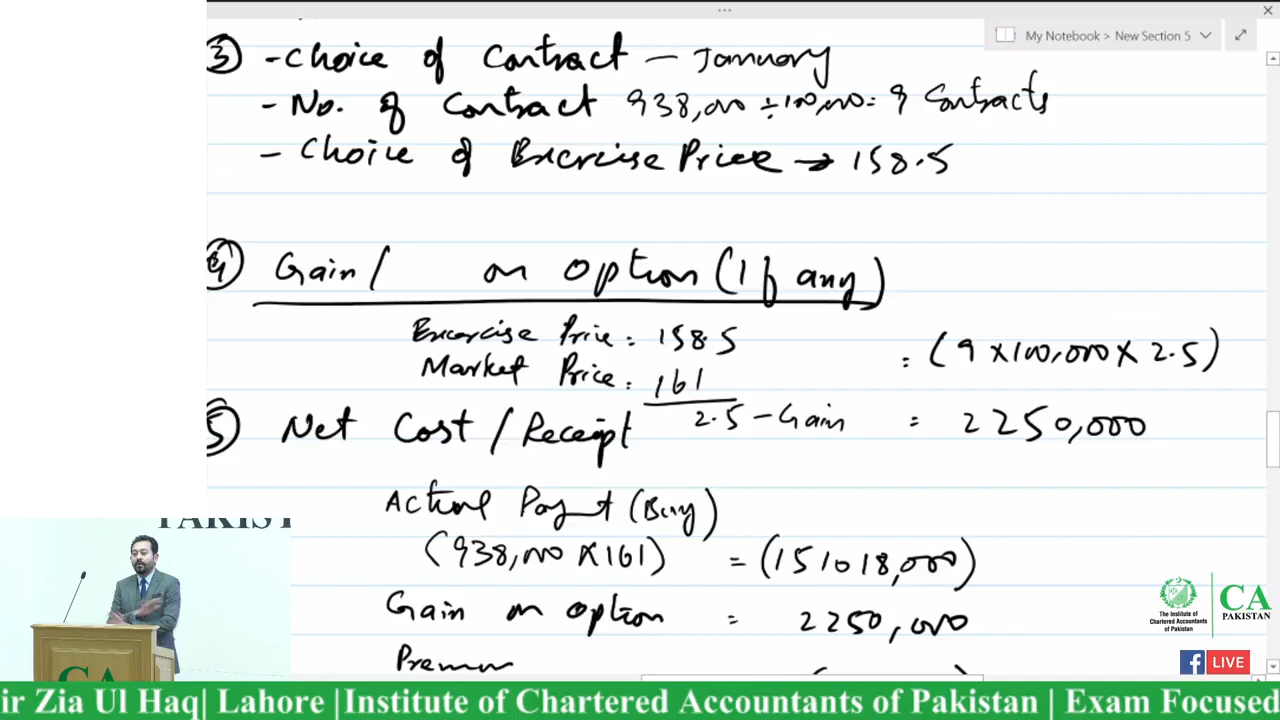 My Notebook > New Section 5
③ - Choice of Contract - January
- No. of Contract 938,000 ÷ 100,000 = 9 Contracts
- Choice of Excrcise Price → 158.5
④ Gain / on option (If any)
Excrcise Price : 158.5
Market Price : 161
2.5 - Gain
= (9 × 100,000 × 2.5)
= 2250,000
⑤ Net Cost / Receipt
Actual Paymt (Buy)
(938,000 × 161) = (151018,000)
Gain on option = 2250,000
PAKIST
CA
The Institute of
Chartered Accountants
of Pakistan
CA
PAKISTAN
f LIVE
ir Zia Ul Haq| Lahore |Institute of Chartered Accountants of Pakistan | Exam Focused